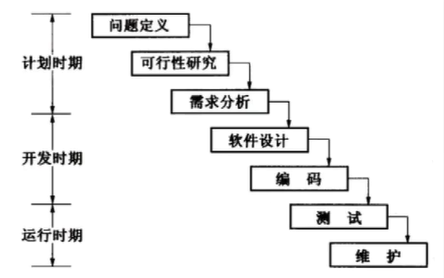 问题定义
计划时期
可行性研究
需求分析
软件设计
开发时期
编 码
测 试
运行时期
维 护